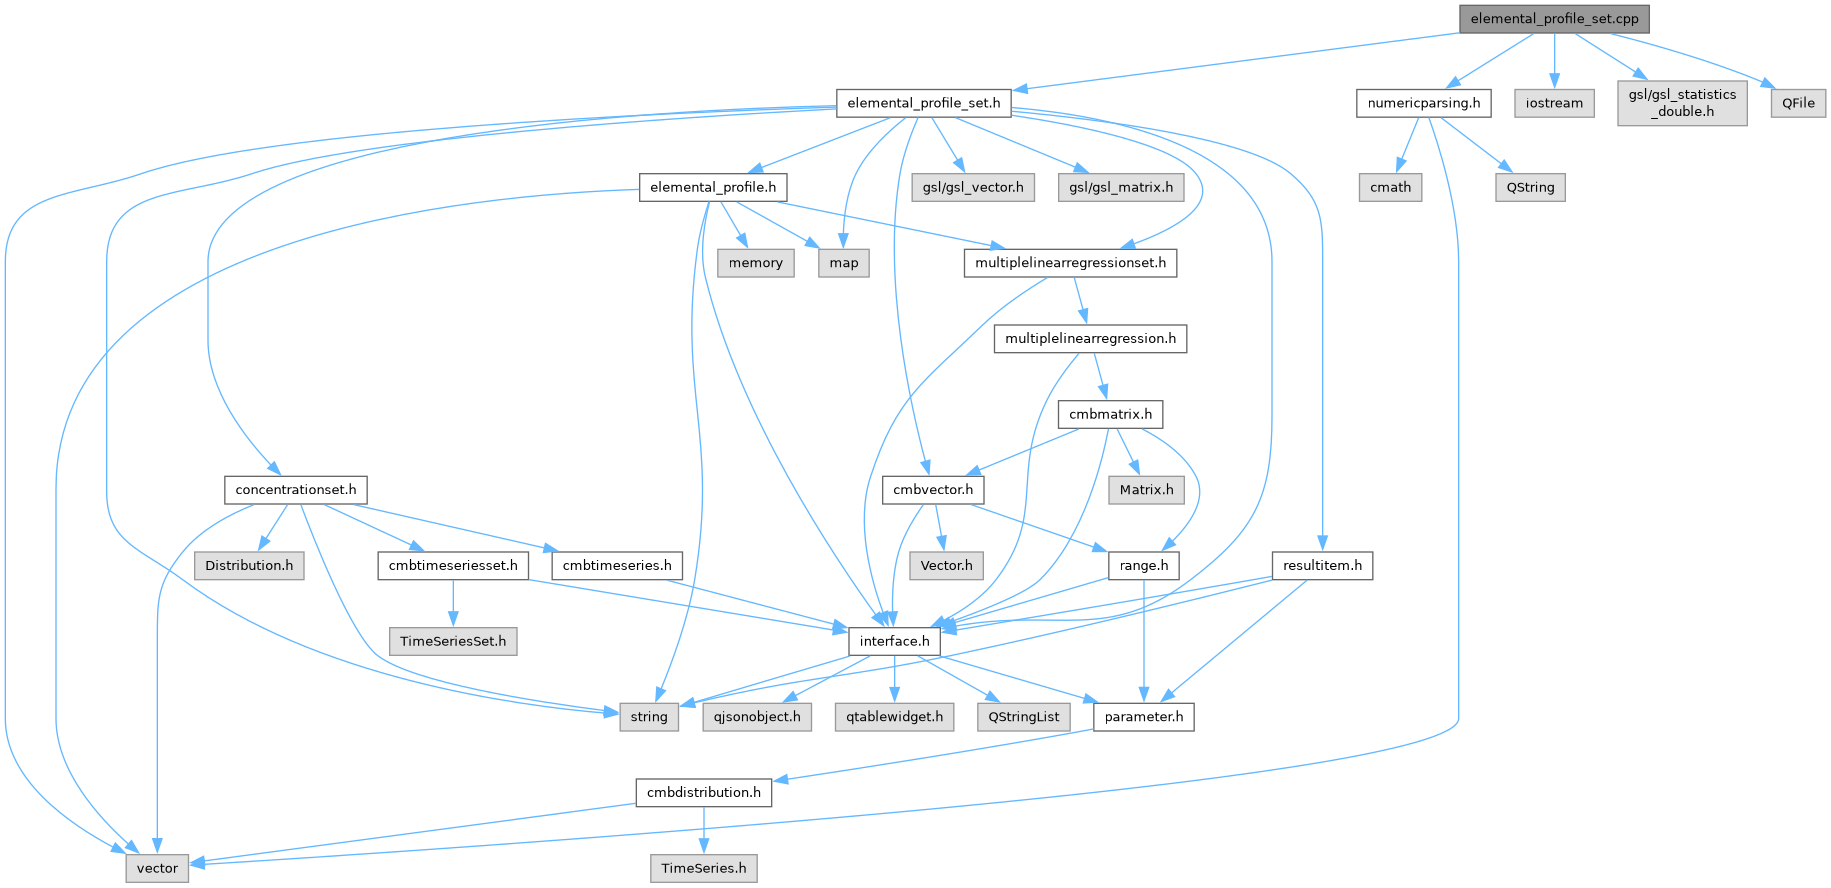 elemental_profile_set.cpp
elemental_profile_set.h
numericparsing.h
iostream
gsl/gsl_statistics
_double.h
QFile
elemental_profile.h
gsl/gsl_vector.h
gsl/gsl_matrix.h
cmath
QString
memory
map
multiplelinearregressionset.h
multiplelinearregression.h
cmbmatrix.h
concentrationset.h
cmbvector.h
Matrix.h
Distribution.h
cmbtimeseriesset.h
cmbtimeseries.h
Vector.h
range.h
resultitem.h
TimeSeriesSet.h
interface.h
string
qjsonobject.h
qtablewidget.h
QStringList
parameter.h
cmbdistribution.h
vector
TimeSeries.h